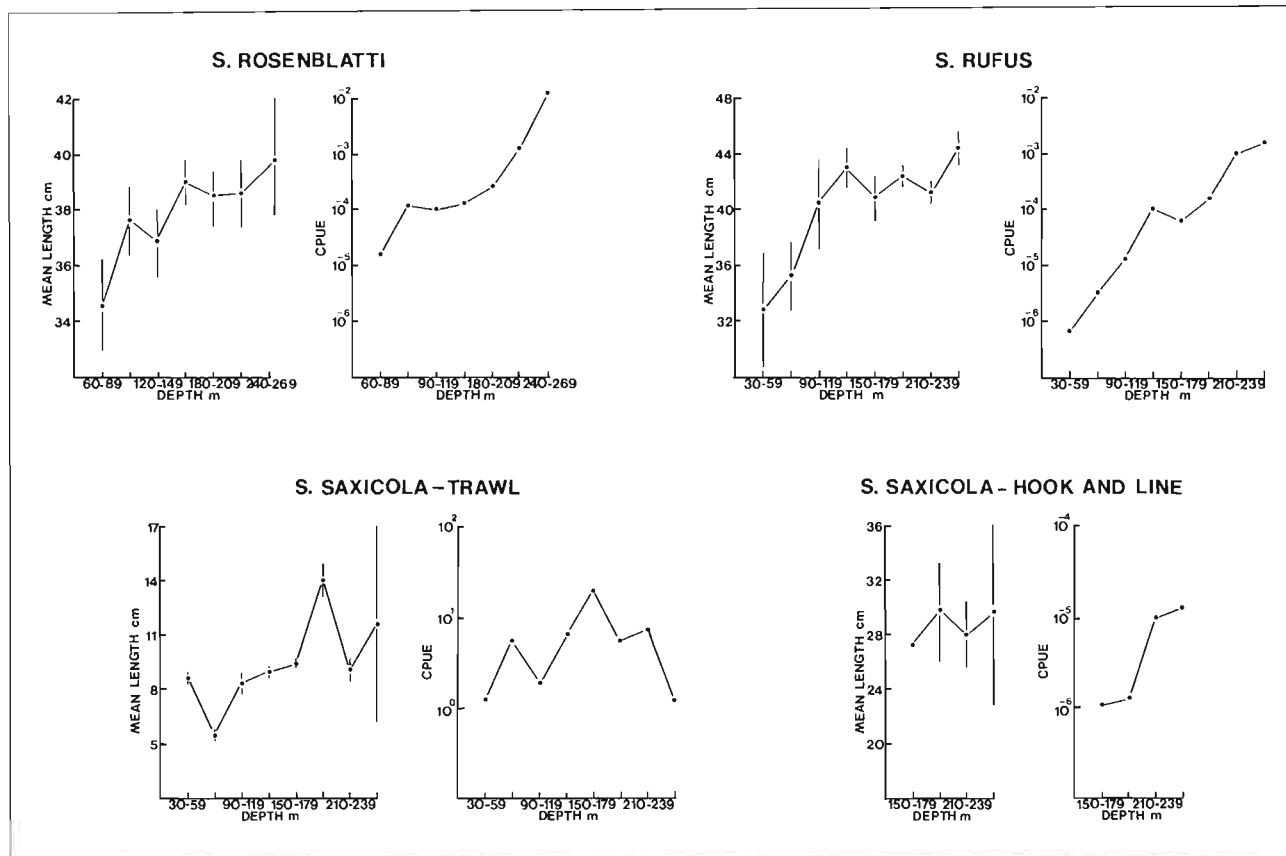 S. ROSENBLATTI
MEAN LENGTH cm
42
40
38
36
34
60-89 120-149 180-209 240-269
DEPTH m
CPUE
10-2
10-3
10-4
10-5
10-6
60-89 90-119 180-209 240-269
DEPTH m
S. RUFUS
MEAN LENGTH cm
48
44
40
36
32
30-59 90-119 150-179 210-239
DEPTH m
CPUE
10-2
10-3
10-4
10-5
10-6
30-59 90-119 150-179 210-239
DEPTH m
S. SAXICOLA-TRAWL
MEAN LENGTH cm
17
14
11
8
5
30-59 90-119 150-179 210-239
DEPTH m
CPUE
102
101
100
30-59 90-119 150-179 210-239
DEPTH m
S. SAXICOLA-HOOK AND LINE
MEAN LENGTH cm
36
32
28
24
20
150-179 210-239
DEPTH m
CPUE
10-4
10-5
10-6
150-179 210-239
DEPTH m